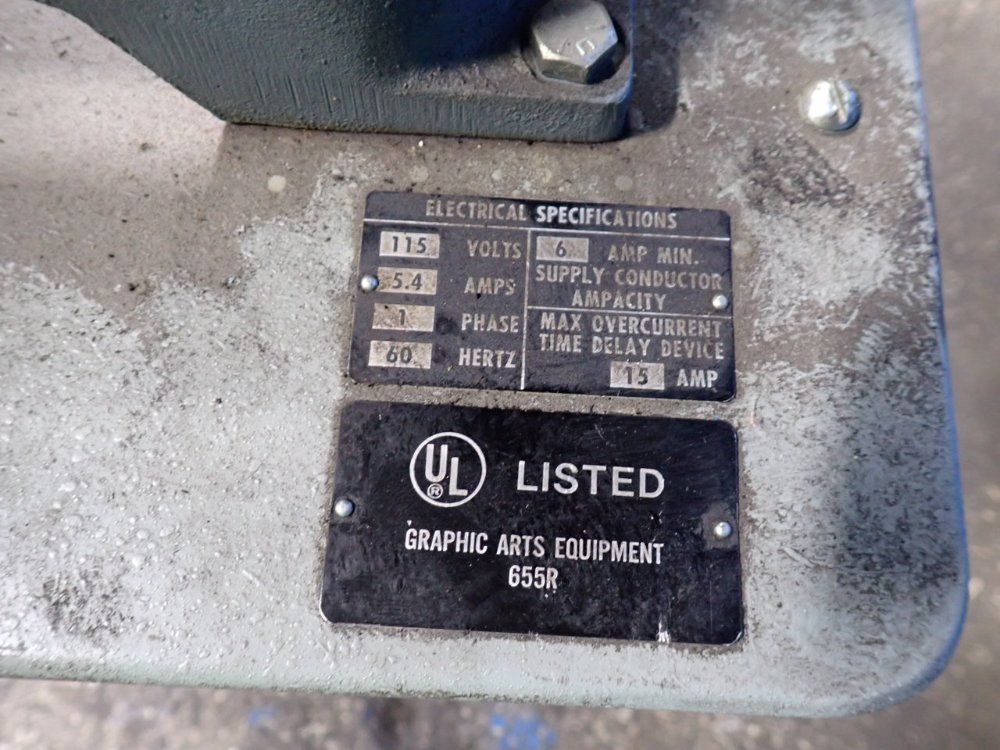 ELECTRICAL SPECIFICATIONS
115 VOLTS
5.4 AMPS
1 PHASE
60 HERTZ
6 AMP MIN.
SUPPLY CONDUCTOR
AMPACITY
MAX OVERCURRENT
TIME DELAY DEVICE
15 AMP
UL® LISTED
GRAPHIC ARTS EQUIPMENT
655R